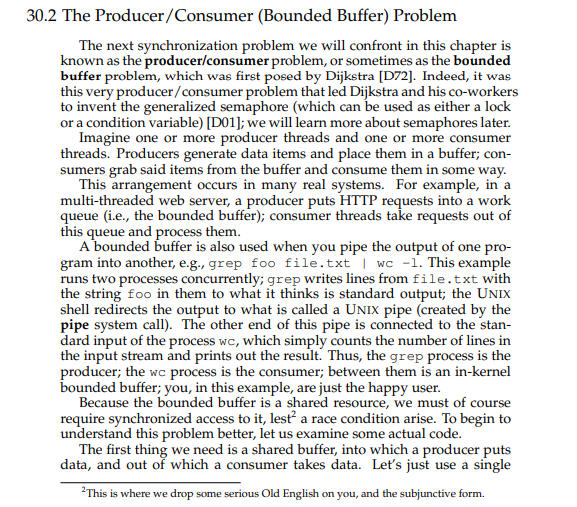 30.2 The Producer/Consumer (Bounded Buffer) Problem
The next synchronization problem we will confront in this chapter is
known as the producer/consumer problem, or sometimes as the bounded
buffer problem, which was first posed by Dijkstra [D72]. Indeed, it was
this very producer/consumer problem that led Dijkstra and his co-workers
to invent the generalized semaphore (which can be used as either a lock
or a condition variable) [D01]; we will learn more about semaphores later.
Imagine one or more producer threads and one or more consumer
threads. Producers generate data items and place them in a buffer; con-
sumers grab said items from the buffer and consume them in some way.
This arrangement occurs in many real systems. For example, in a
multi-threaded web server, a producer puts HTTP requests into a work
queue (i.e., the bounded buffer); consumer threads take requests out of
this queue and process them.
A bounded buffer is also used when you pipe the output of one pro-
gram into another, e.g., grep foo file.txt | wc -l. This example
runs two processes concurrently; grep writes lines from file.txt with
the string foo in them to what it thinks is standard output; the UNIX
shell redirects the output to what is called a UNIX pipe (created by the
pipe system call). The other end of this pipe is connected to the stan-
dard input of the process wc, which simply counts the number of lines in
the input stream and prints out the result. Thus, the grep process is the
producer; the wc process is the consumer; between them is an in-kernel
bounded buffer; you, in this example, are just the happy user.
Because the bounded buffer is a shared resource, we must of course
require synchronized access to it, lest² a race condition arise. To begin to
understand this problem better, let us examine some actual code.
The first thing we need is a shared buffer, into which a producer puts
data, and out of which a consumer takes data. Let's just use a single
²This is where we drop some serious Old English on you, and the subjunctive form.